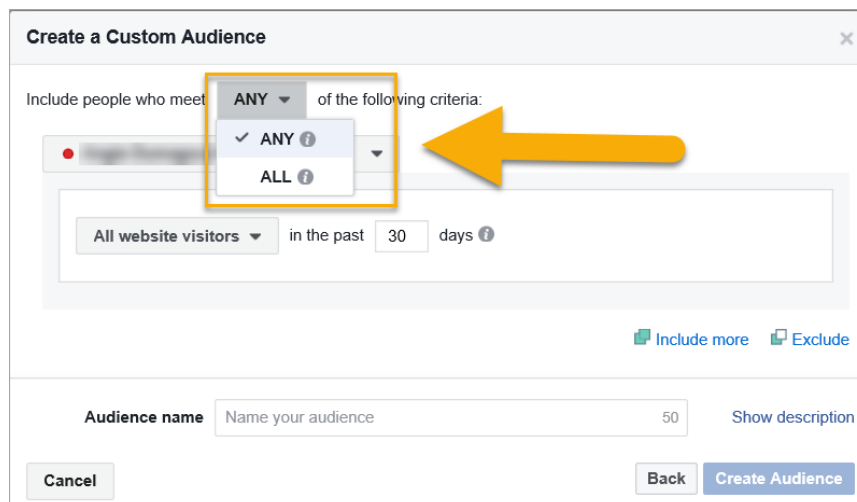 Create a Custom Audience
Include people who meet ANY of the following criteria:
ANY
ALL
All website visitors in the past 30 days
Include more Exclude
Audience name Name your audience 50 Show description
Cancel Back Create Audience